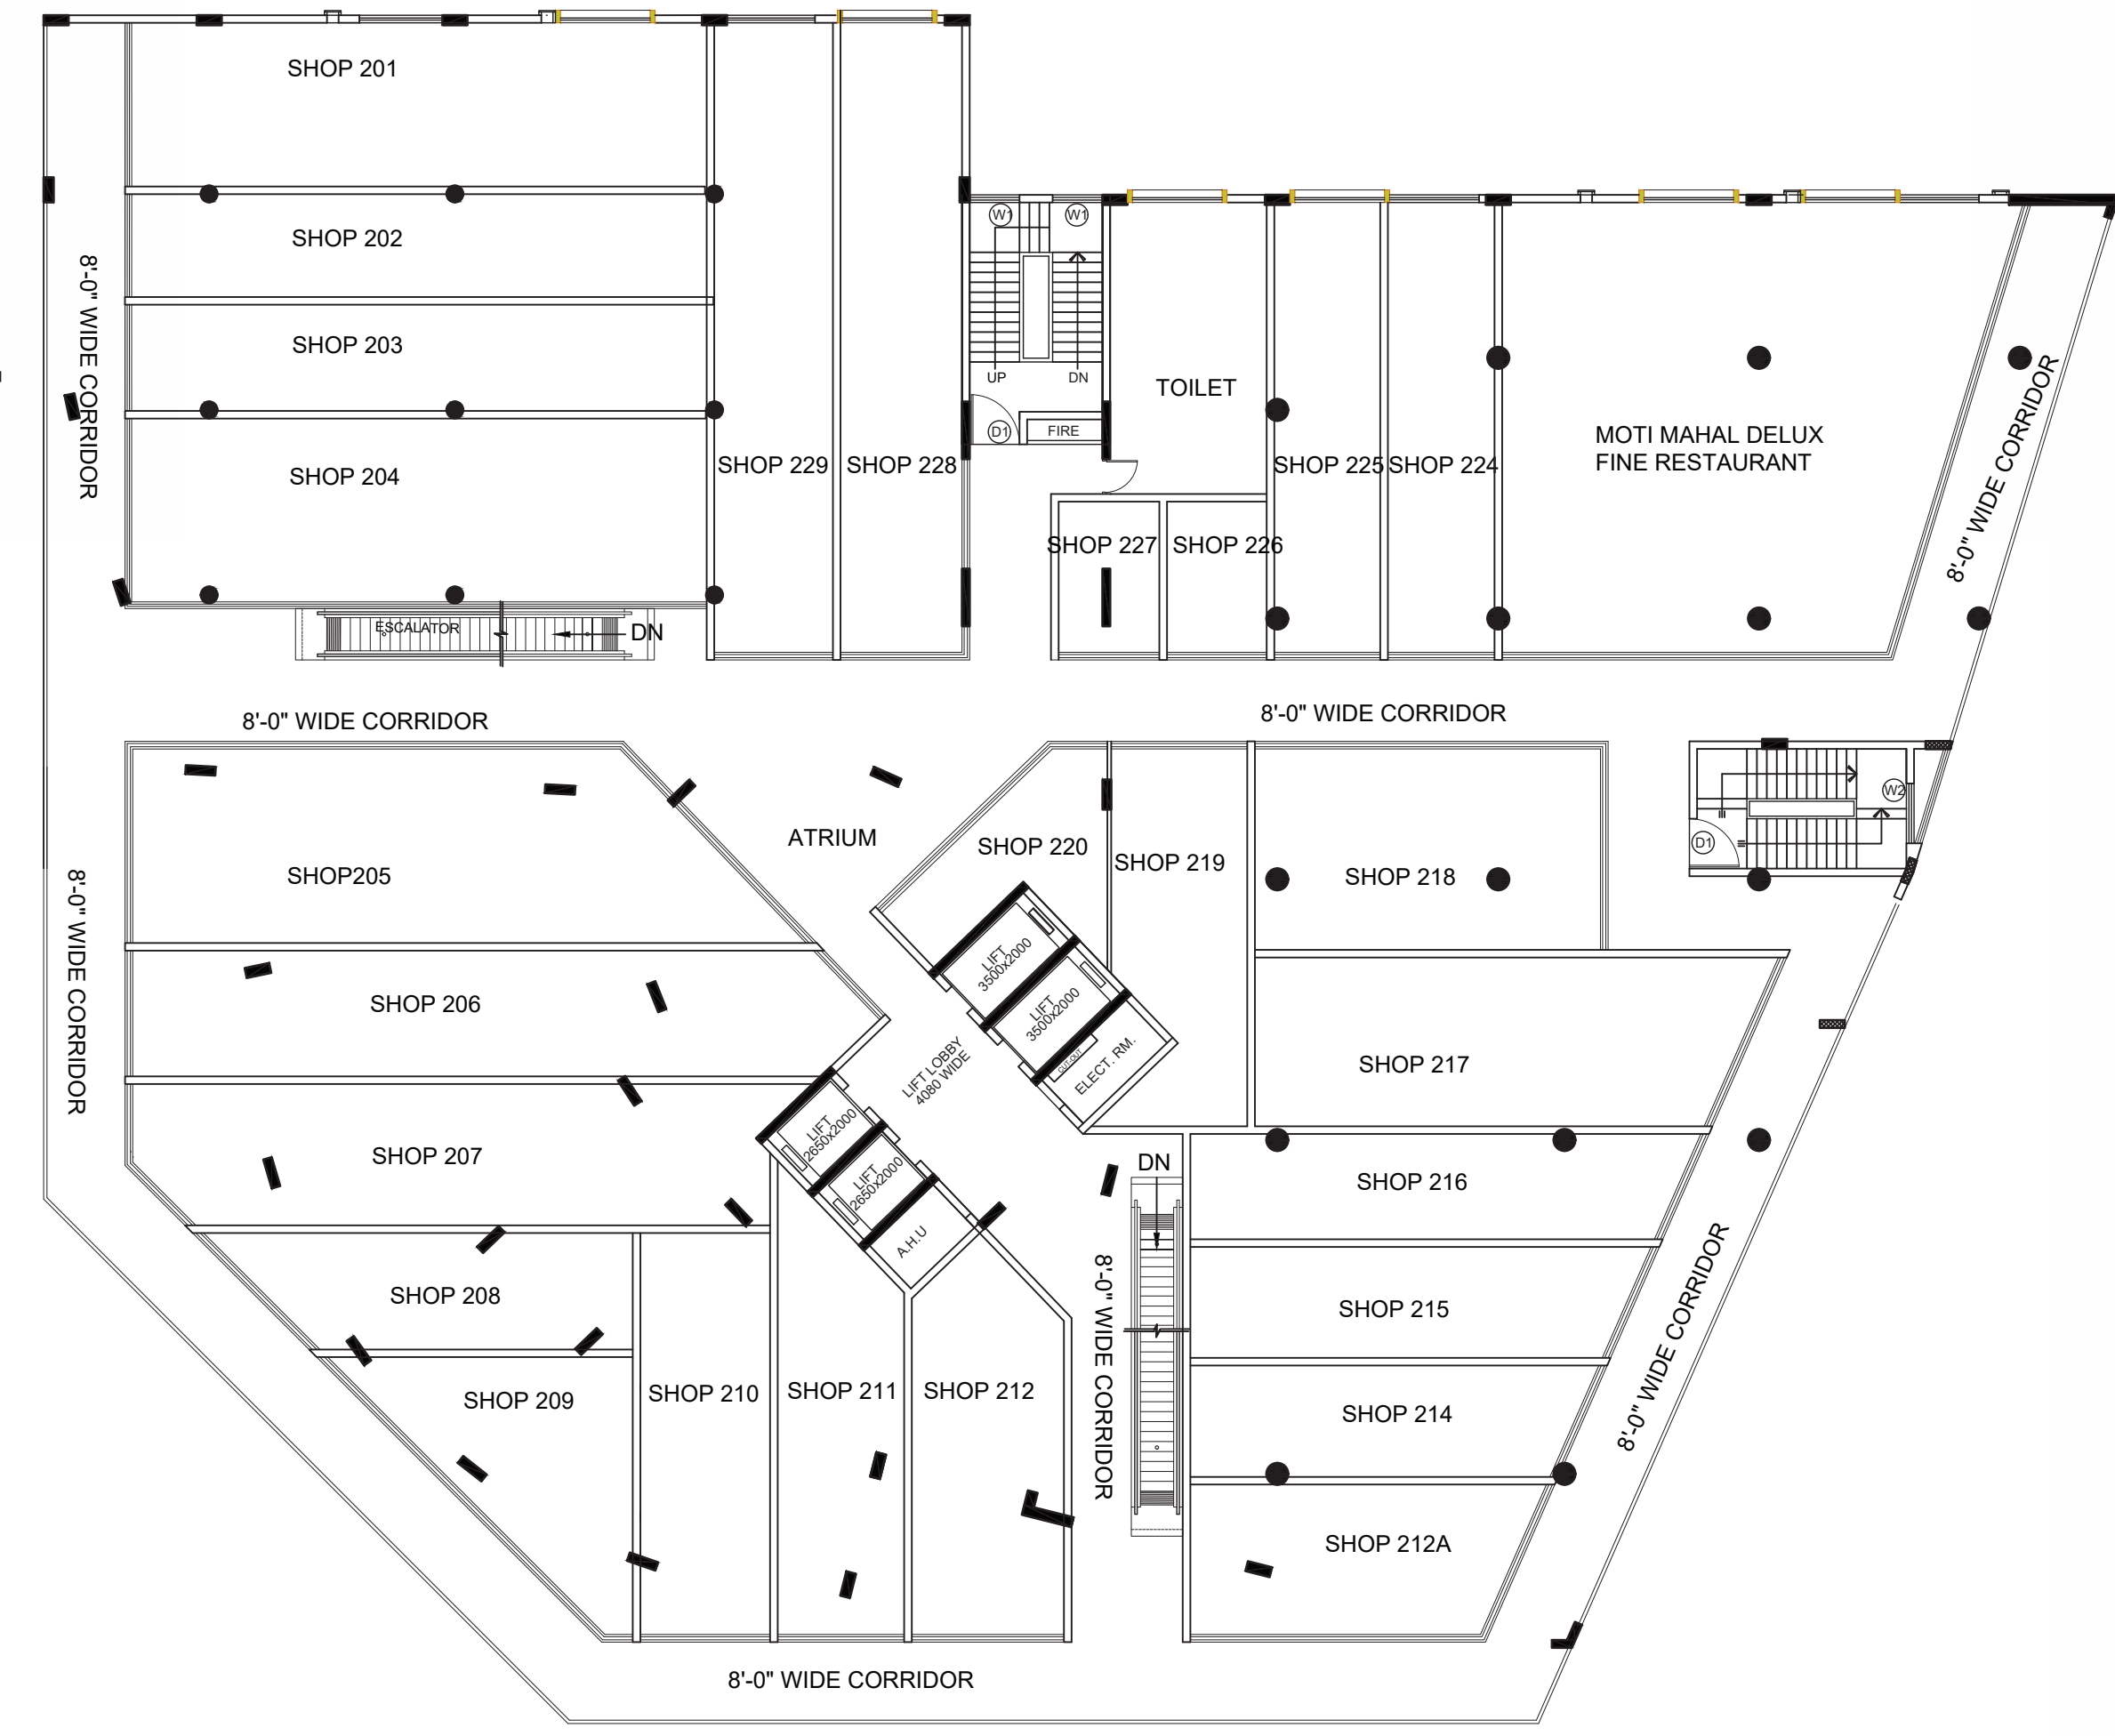 SHOP 201
SHOP 202
SHOP 203
SHOP 204
8'-0" WIDE CORRIDOR
SHOP 229
SHOP 228
W1
W1
UP
DN
D1
FIRE
TOILET
SHOP 227
SHOP 226
SHOP 225
SHOP 224
MOTI MAHAL DELUX
FINE RESTAURANT
8'-0" WIDE CORRIDOR
ESCALATOR
DN
8'-0" WIDE CORRIDOR
8'-0" WIDE CORRIDOR
SHOP205
ATRIUM
SHOP 220
SHOP 219
SHOP 218
W2
D1
8'-0" WIDE CORRIDOR
SHOP 206
LIFT
3500x2000
LIFT
3500x2000
CUT-OUT
ELECT. RM.
LIFT LOBBY
4080 WIDE
SHOP 217
SHOP 207
LIFT
2650x2000
LIFT
2650x2000
A.H.U
DN
SHOP 216
SHOP 208
SHOP 215
8'-0" WIDE CORRIDOR
8'-0" WIDE CORRIDOR
SHOP 209
SHOP 210
SHOP 211
SHOP 212
SHOP 214
SHOP 212A
8'-0" WIDE CORRIDOR